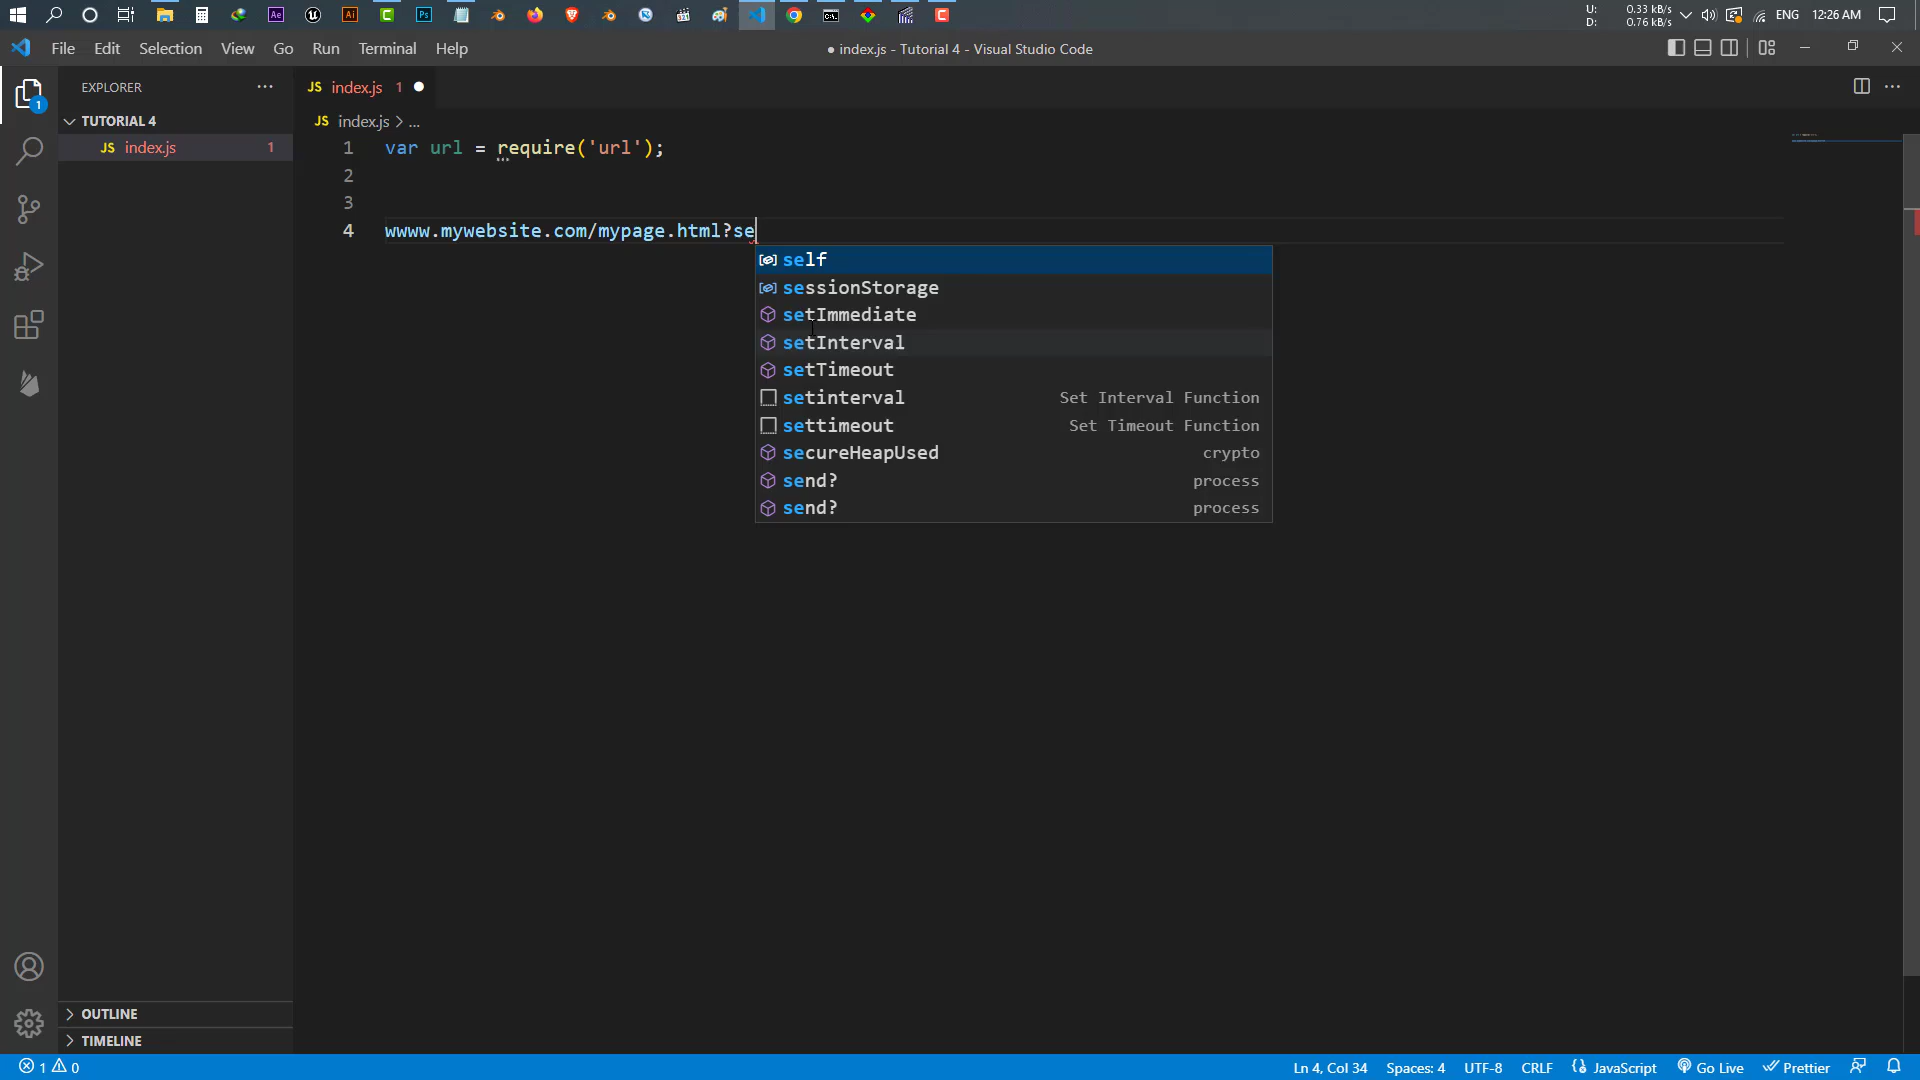 Ae
Ai
C
Ps
C
U: 0.33 kB/s
D: 0.76 kB/s
ENG
12:26 AM
File Edit Selection View Go Run Terminal Help
● index.js - Tutorial 4 - Visual Studio Code
1
EXPLORER
JS index.js 1
TUTORIAL 4
JS index.js > ...
JS index.js 1
1 var url = require('url');
2
3
4 wwww.mywebsite.com/mypage.html?se
self
sessionStorage
setImmediate
setInterval
setTimeout
setinterval Set Interval Function
settimeout Set Timeout Function
secureHeapUsed crypto
send? process
send? process
OUTLINE
TIMELINE
1 0
Ln 4, Col 34 Spaces: 4 UTF-8 CRLF {} JavaScript Go Live Prettier